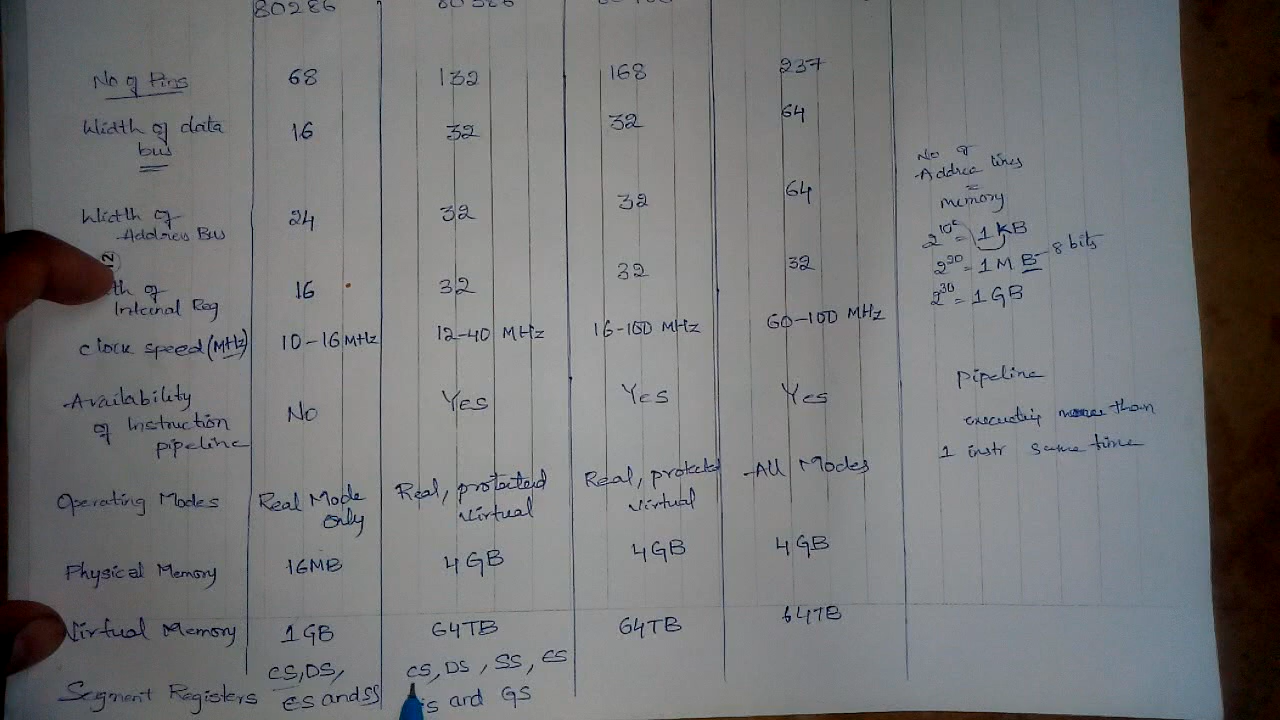 80286 80386
No of Pins 68 132 168 237
Width of data 16 32 32 64
bus
Width of 24 32 32 64
Address Bus
th of 16 32 32 32
Internal Reg
Clock speed (MHz) 10-16 MHz 12-40 MHz 16-100 MHz 60-100 MHz
Availability No Yes Yes Yes
of Instruction
pipeline
Operating Modes Real Mode Real, protected Real, protected All Modes
Only virtual virtual
Physical Memory 16MB 4GB 4GB 4GB
Virtual Memory 1GB 64TB 64TB 64TB
Segment Registers CS, DS, CS, DS, SS, ES
ES and SS and GS
No of
Address lines
=
memory
2^10 = 1 KB
2^20 = 1 MB - 8 bits
2^30 = 1 GB
Pipeline
executing more than
1 instr same time
12